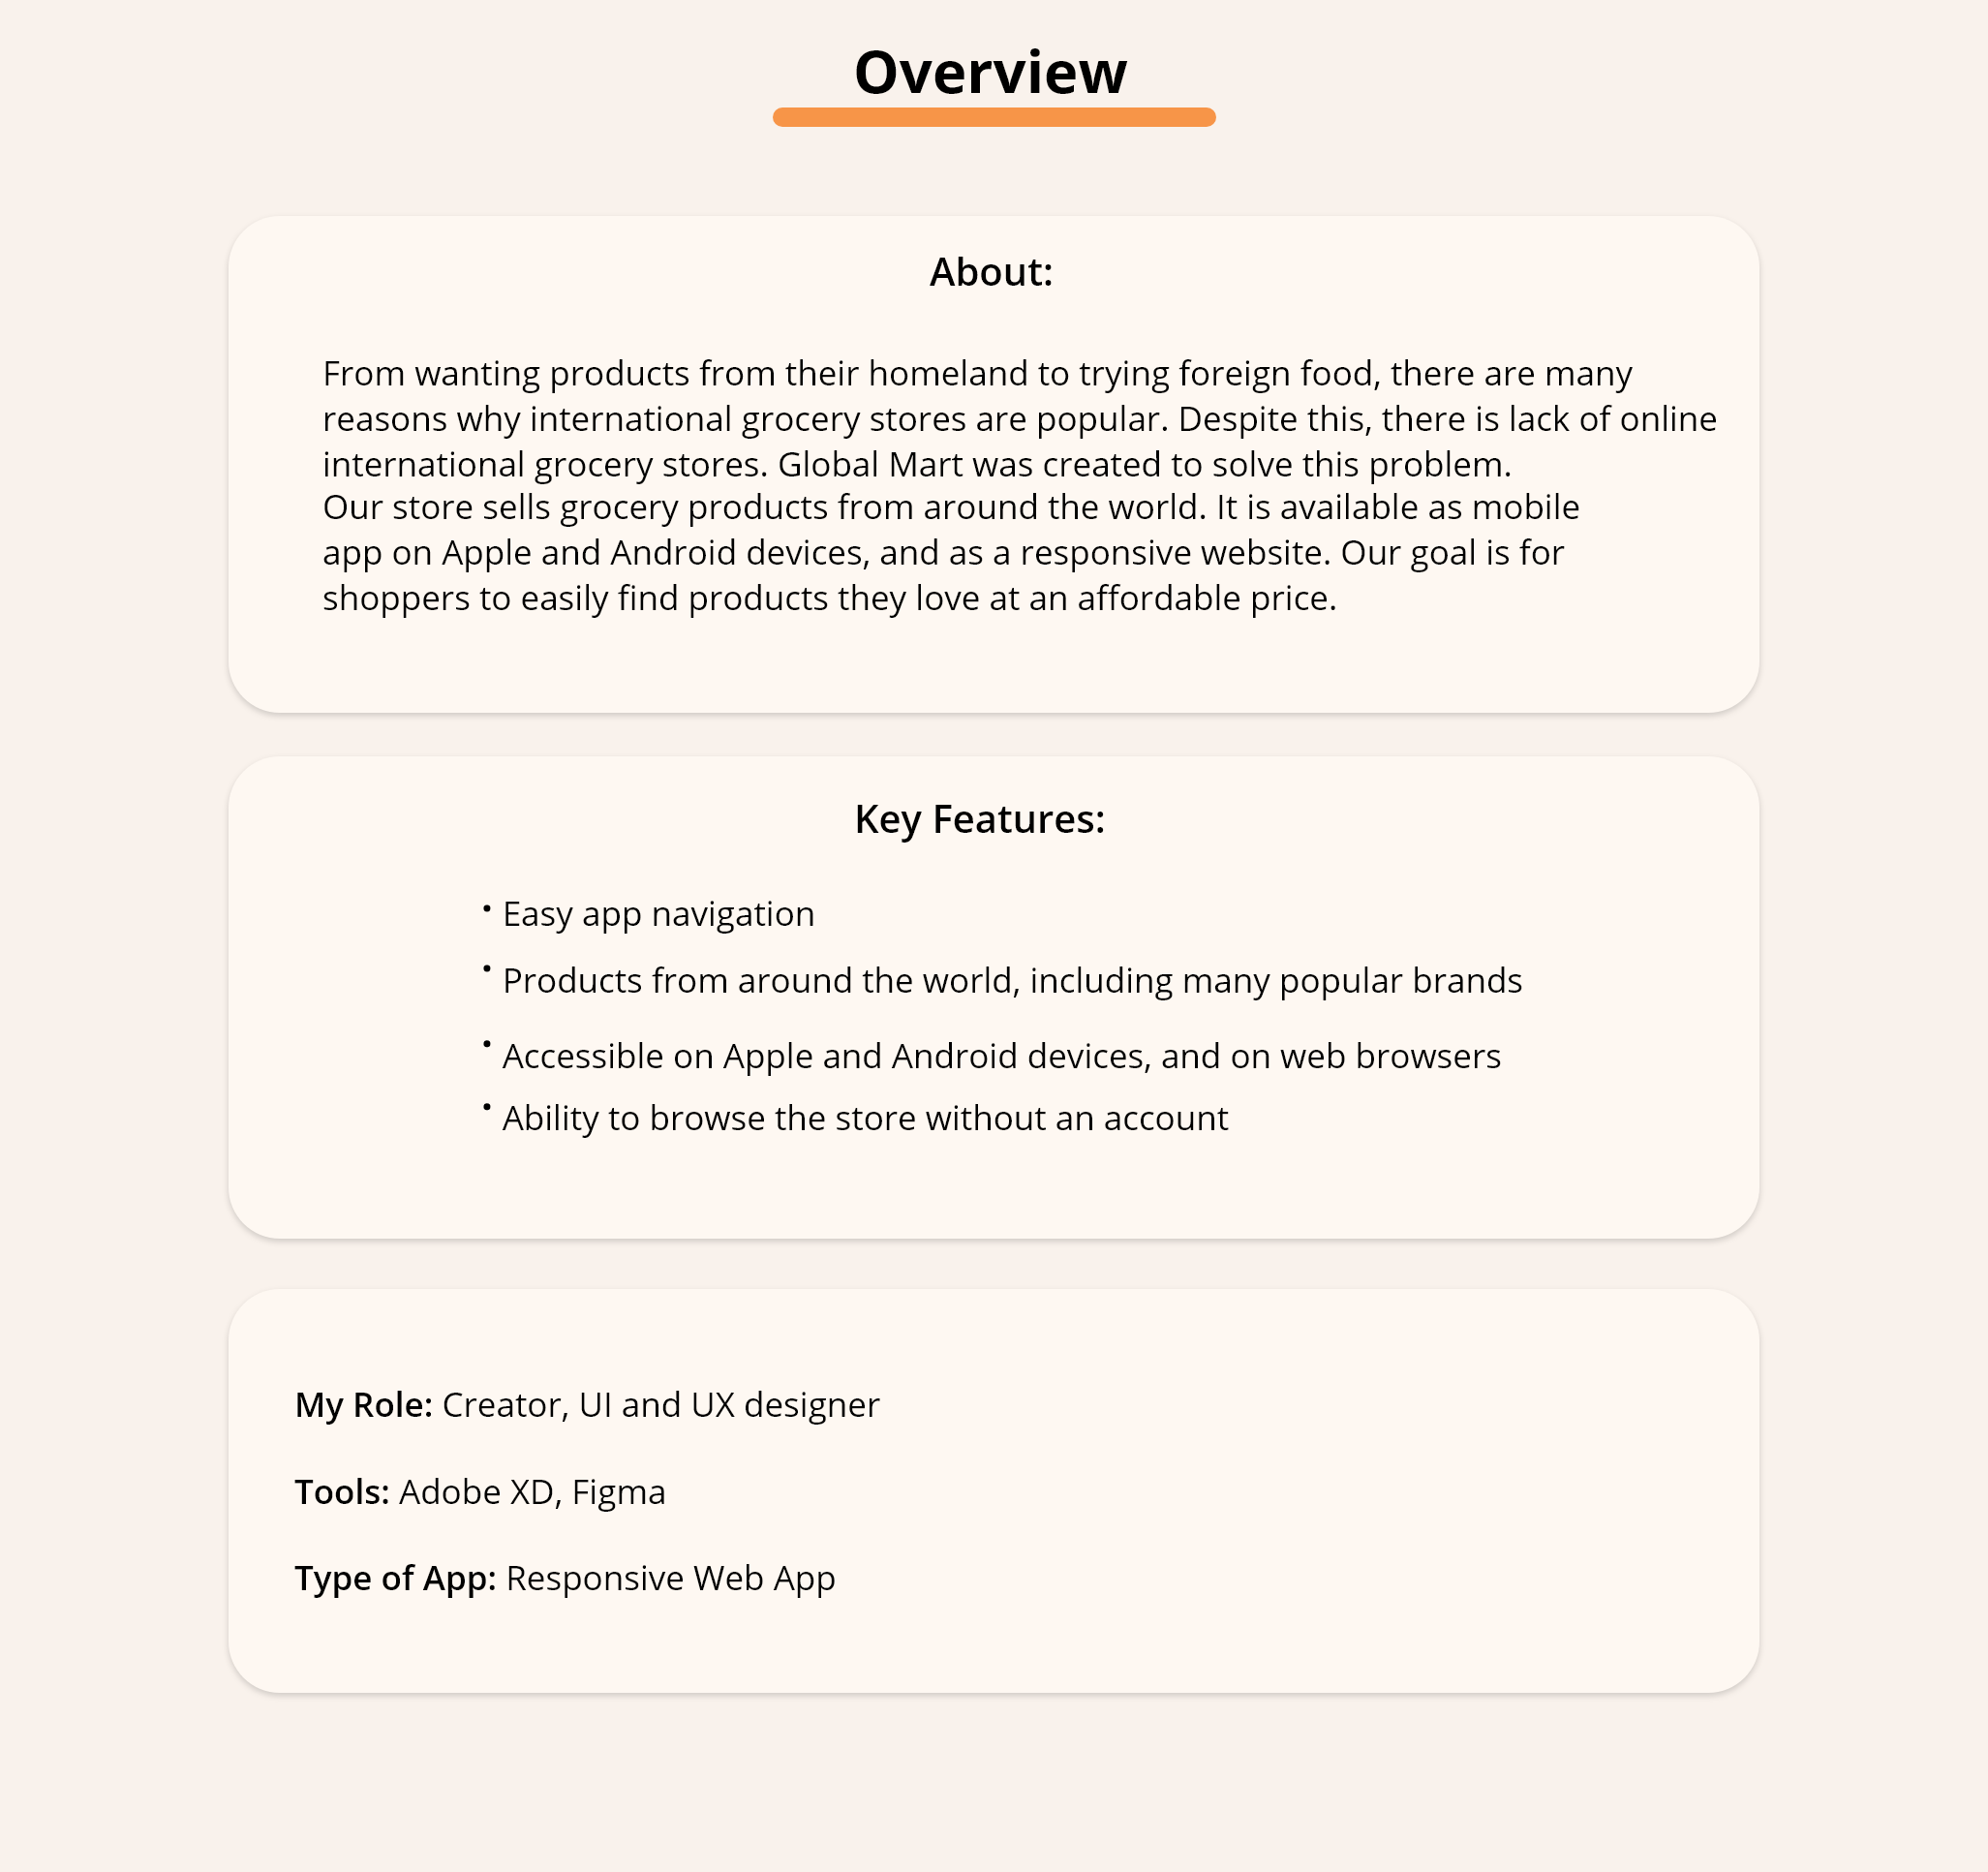 Overview
About:
From wanting products from their homeland to trying foreign food, there are many
reasons why international grocery stores are popular. Despite this, there is lack of online
international grocery stores. Global Mart was created to solve this problem.
Our store sells grocery products from around the world. It is available as mobile
app on Apple and Android devices, and as a responsive website. Our goal is for
shoppers to easily find products they love at an affordable price.
Key Features:
• Easy app navigation
• Products from around the world, including many popular brands
• Accessible on Apple and Android devices, and on web browsers
• Ability to browse the store without an account
My Role: Creator, UI and UX designer
Tools: Adobe XD, Figma
Type of App: Responsive Web App